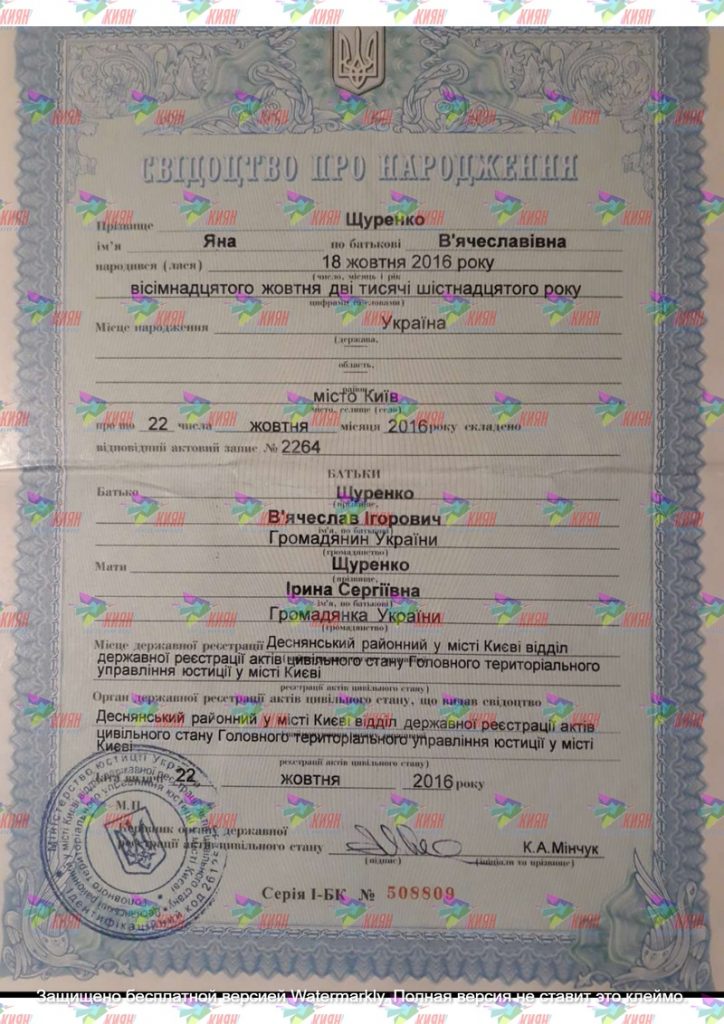 СВІДОЦТВО ПРО НАРОДЖЕННЯ
Прізвище Щуренко
ім'я Яна по батькові В'ячеславівна
народився (лася) 18 жовтня 2016 року
(число, місяць і рік
вісімнадцятого жовтня дві тисячі шістнадцятого року
цифрами і словами)
Місце народження Україна
(держава,
область,
район,
місто Київ
місто, селище (село)
про що 22 числа жовтня місяця 2016 року складено
відповідний актовий запис № 2264
БАТЬКИ
Батько Щуренко
(прізвище,
В'ячеслав Ігорович
ім'я, по батькові)
Громадянин України
(громадянство)
Мати Щуренко
(прізвище,
Ірина Сергіївна
ім'я, по батькові)
Громадянка України
(громадянство)
Місце державної реєстрації Деснянський районний у місті Києві відділ
державної реєстрації актів цивільного стану Головного територіального
управління юстиції у місті Києві
реєстрації актів цивільного стану)
Орган державної реєстрації актів цивільного стану, що видав свідоцтво
Деснянський районний у місті Києві відділ державної реєстрації актів
цивільного стану Головного територіального управління юстиції у місті
Києві
реєстрації актів цивільного стану)
Дата видачі 22 жовтня 2016 року
М.П.
Керівник органу державної
реєстрації актів цивільного стану К.А.Мінчук
(підпис) (ініціали та прізвище)
Серія І-БК № 508809
Міністерство юстиції України
КИЯН
Защищено бесплатной версией Watermarkly. Полная версия не ставит это клеймо.